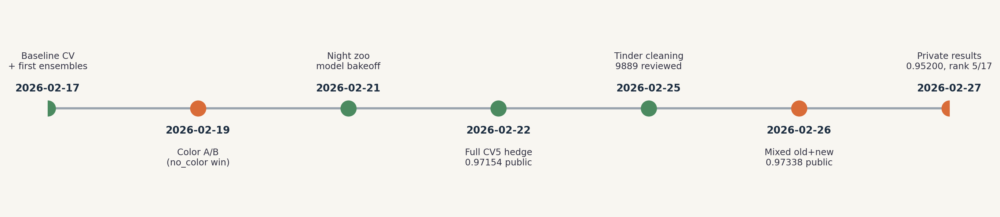 Baseline CV
+ first ensembles
2026-02-17
2026-02-19
Color A/B
(no_color win)
Night zoo
model bakeoff
2026-02-21
2026-02-22
Full CV5 hedge
0.97154 public
Tinder cleaning
9889 reviewed
2026-02-25
2026-02-26
Mixed old+new
0.97338 public
Private results
0.95200, rank 5/17
2026-02-27